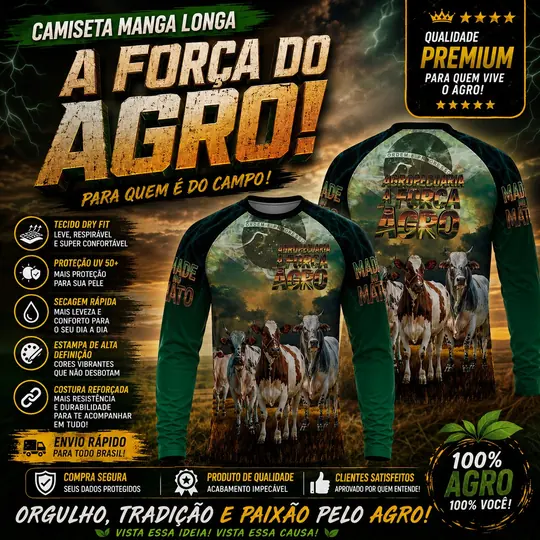 CAMISETA MANGA LONGA
A FORÇA DO
AGRO!
PARA QUEM É DO CAMPO!
QUALIDADE
PREMIUM
PARA QUEM VIVE
O AGRO!
TECIDO DRY FIT
LEVE, RESPIRÁVEL
E SUPER CONFORTÁVEL
PROTEÇÃO UV 50+
MAIS PROTEÇÃO
PARA SUA PELE
SECAGEM RÁPIDA
MAIS LEVEZA E
CONFORTO PARA
O SEU DIA A DIA
ESTAMPA DE ALTA
DEFINIÇÃO
CORES VIBRANTES
QUE NÃO DESBOTAM
COSTURA REFORÇADA
MAIS RESISTÊNCIA
E DURABILIDADE
PARA TE ACOMPANHAR
EM TUDO!
ENVIO RÁPIDO
PARA TODO BRASIL!
AGROPECUÁRIA
A FORÇA
AGRO
MADE
MATO
AGROPECUÁRIA
A FORÇA
AGRO
MADE
MATO
MADE
MATO
COMPRA SEGURA
SEUS DADOS PROTEGIDOS
PRODUTO DE QUALIDADE
ACABAMENTO IMPECÁVEL
CLIENTES SATISFEITOS
APROVADO POR QUEM ENTENDE!
100%
AGRO
100% VOCÊ!
ORGULHO, TRADIÇÃO E PAIXÃO PELO AGRO!
VISTA ESSA IDEIA! VISTA ESSA CAUSA!